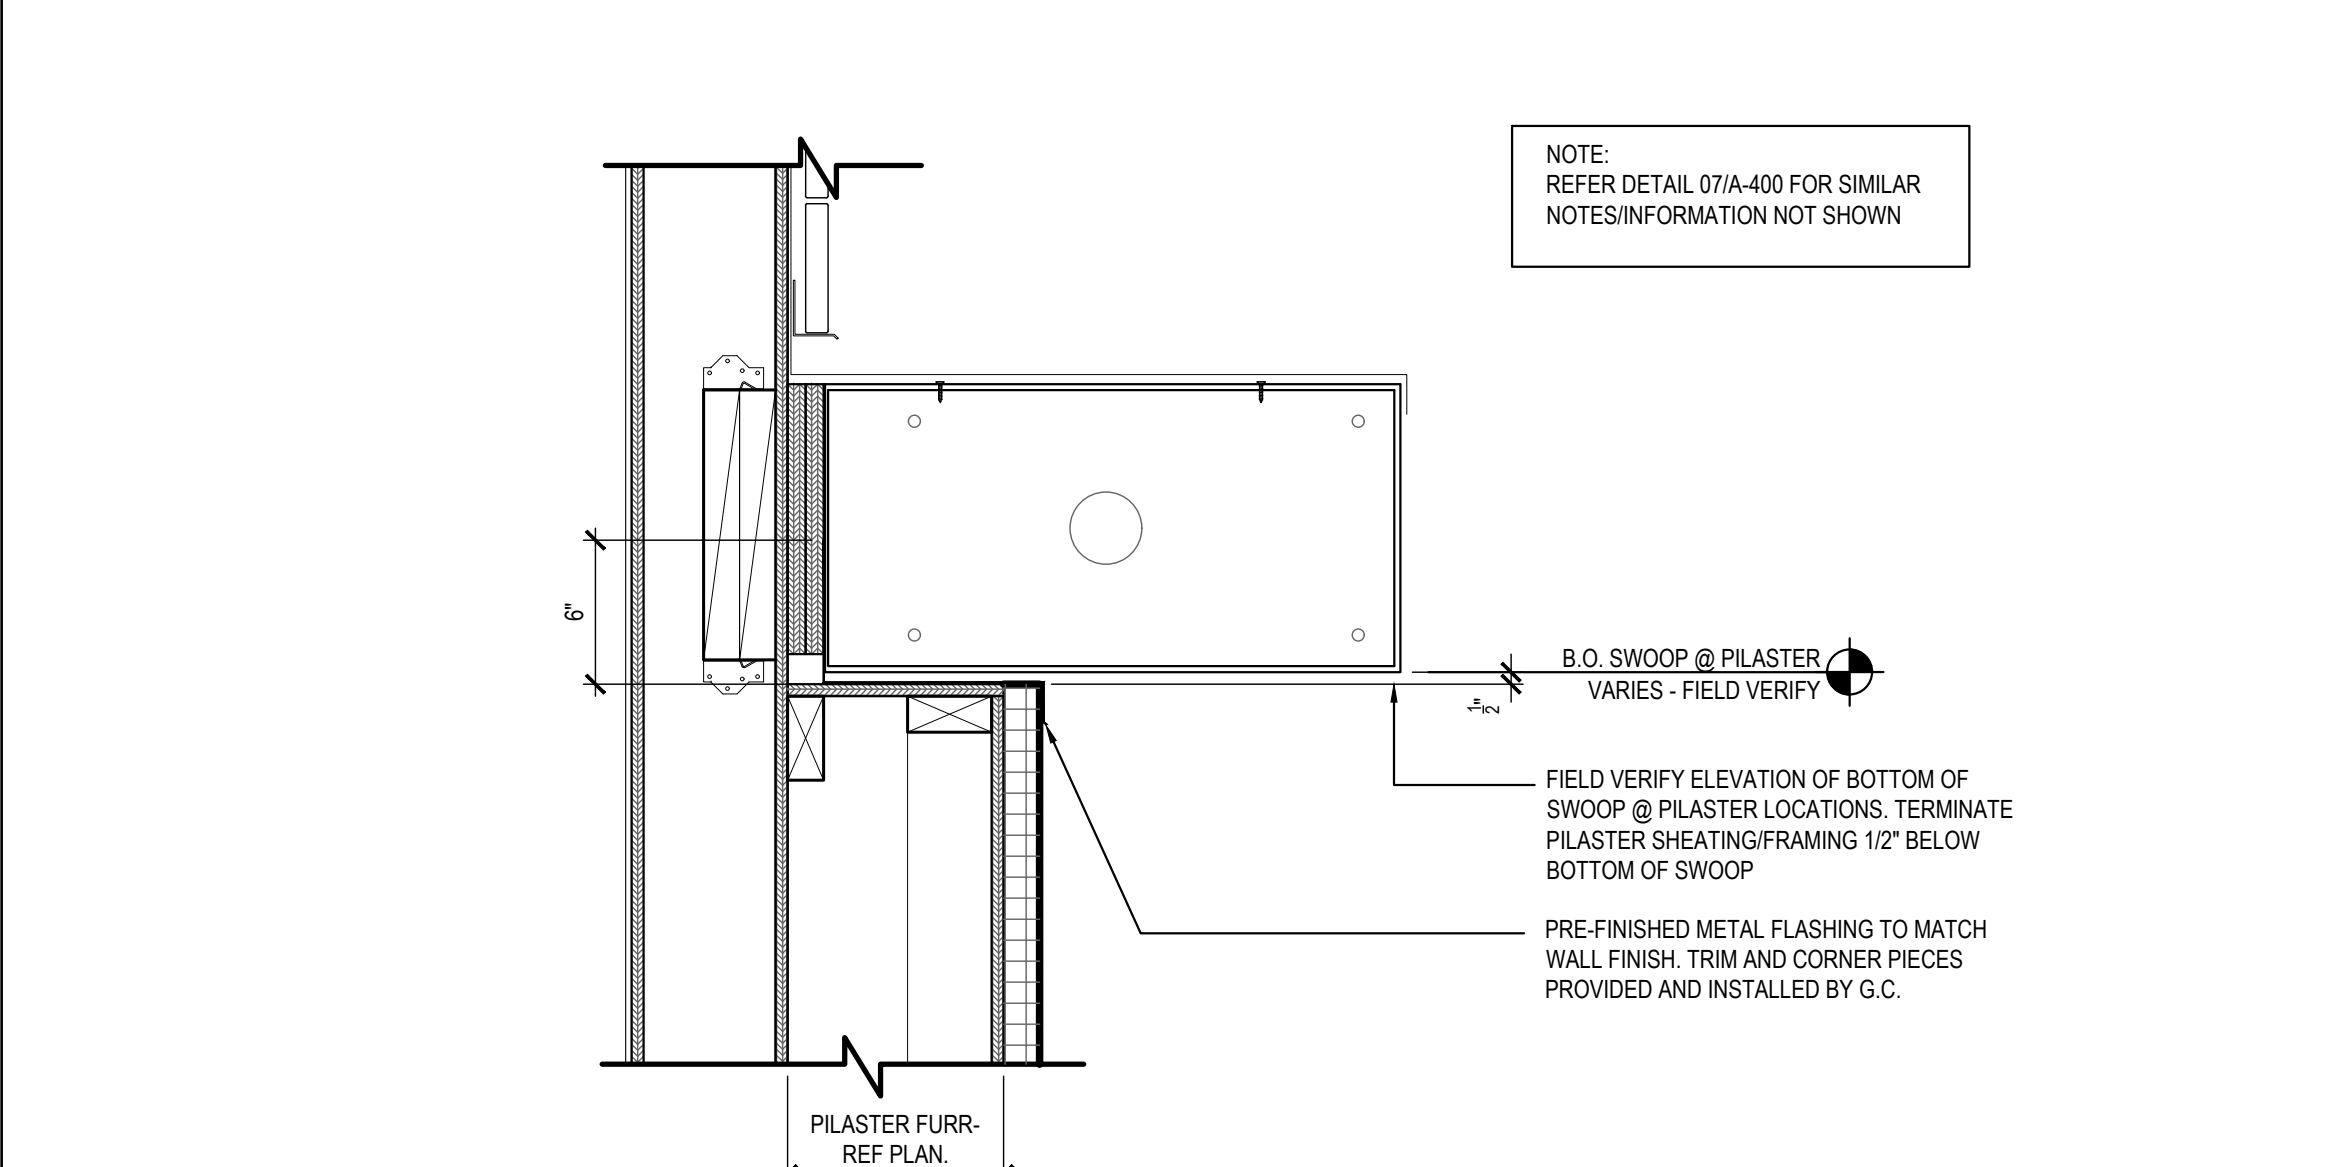 NOTE:
REFER DETAIL 07/A-400 FOR SIMILAR
NOTES/INFORMATION NOT SHOWN
6"
B.O. SWOOP @ PILASTER
VARIES - FIELD VERIFY
1/2"
FIELD VERIFY ELEVATION OF BOTTOM OF
SWOOP @ PILASTER LOCATIONS. TERMINATE
PILASTER SHEATING/FRAMING 1/2" BELOW
BOTTOM OF SWOOP
PRE-FINISHED METAL FLASHING TO MATCH
WALL FINISH. TRIM AND CORNER PIECES
PROVIDED AND INSTALLED BY G.C.
PILASTER FURR-
REF PLAN.